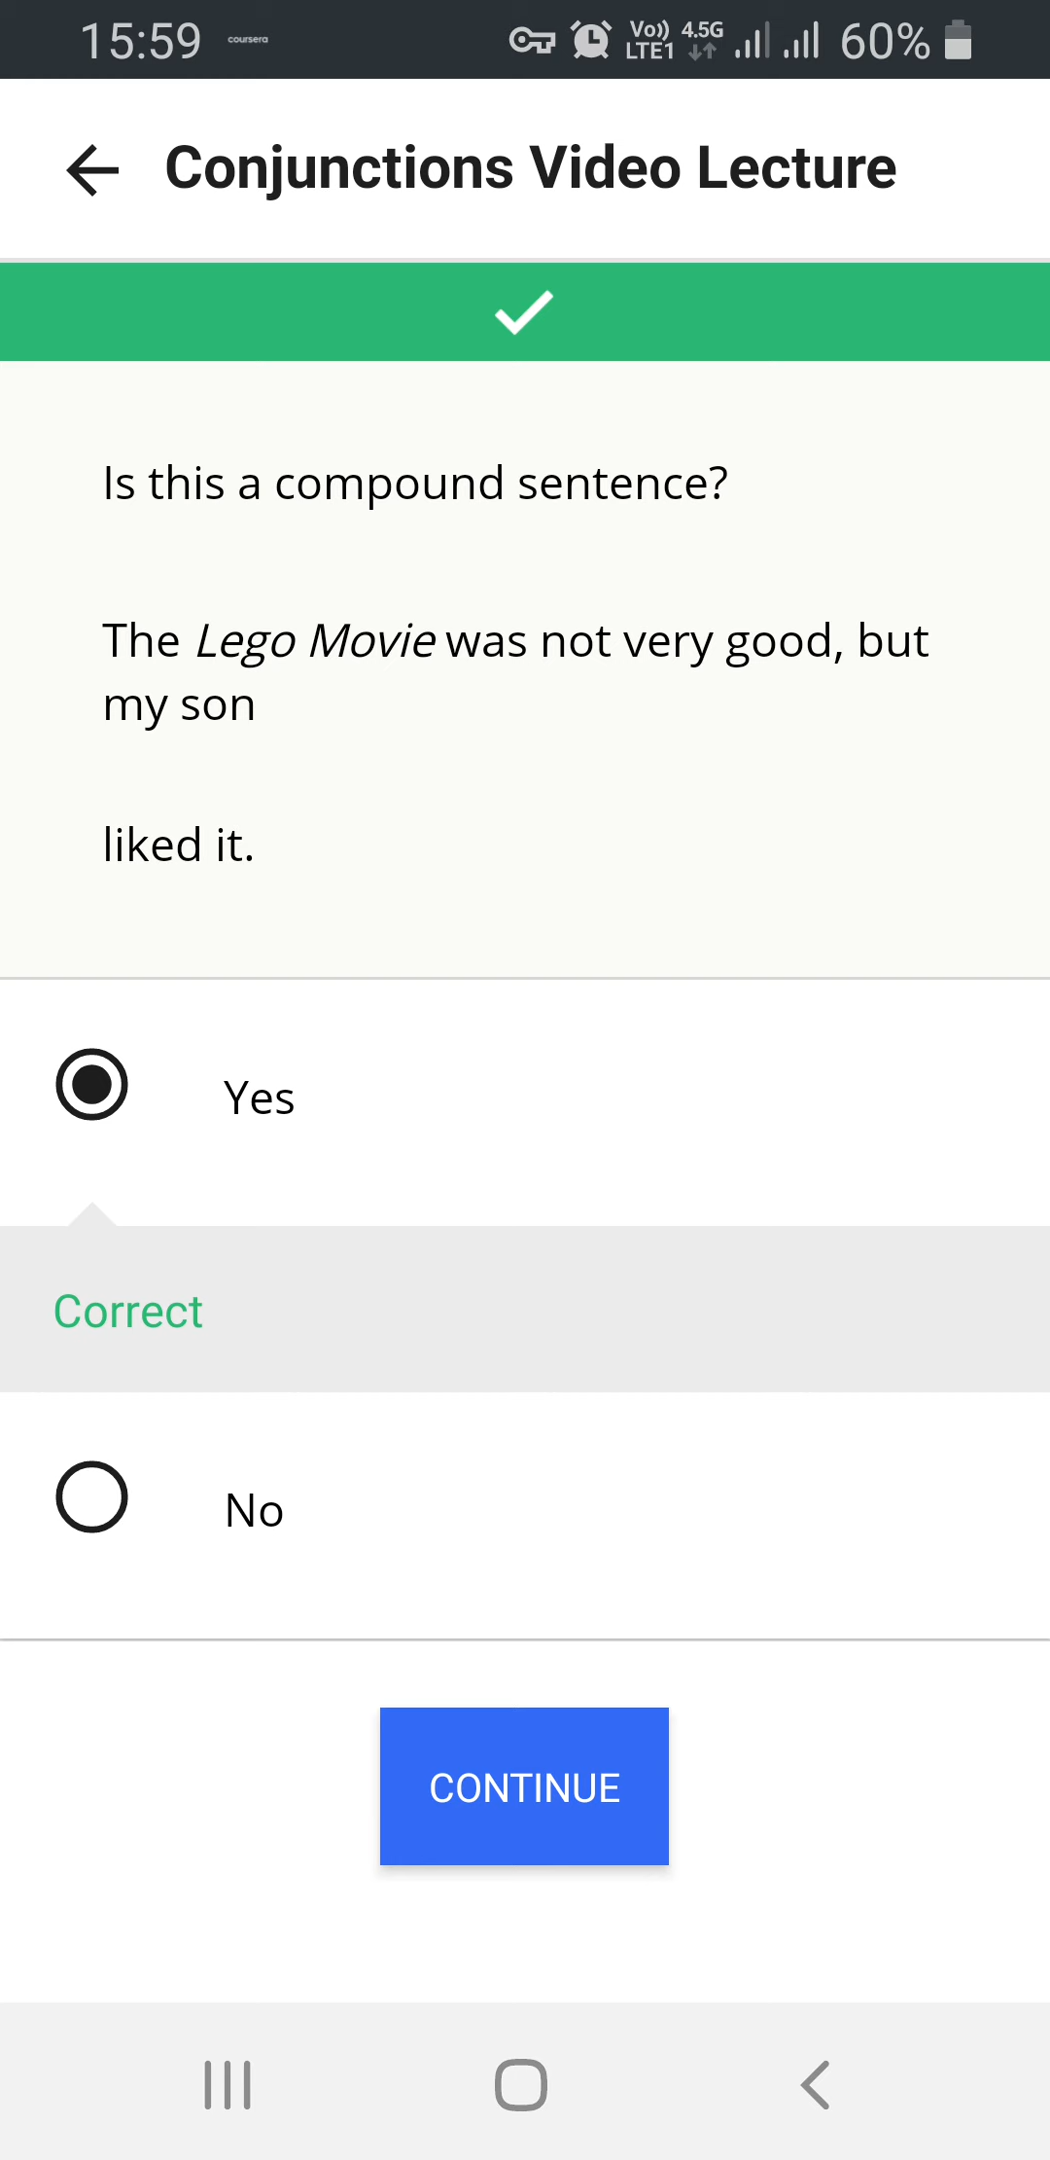 15:59 coursera Vo)) LTE1 4.5G 60%
Conjunctions Video Lecture
Is this a compound sentence?
The Lego Movie was not very good, but
my son
liked it.
Yes
Correct
No
CONTINUE